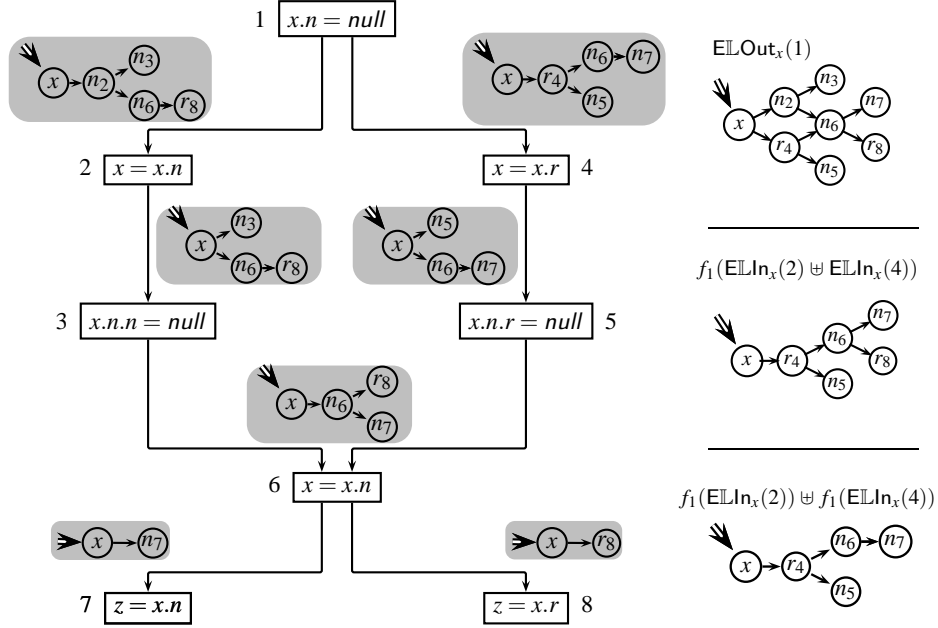 1 x.n = null
x n2 n3 n6 r8
x r4 n6 n7 n5
2 x = x.n
x = x.r 4
x n3 n6 r8
x n5 n6 n7
3 x.n.n = null
x.n.r = null 5
x n6 r8 n7
6 x = x.n
x n7
x r8
7 z = x.n
z = x.r 8
𝔼𝕃Outₓ(1)
x n2 n3 r4 n6 n7 r8 n5
f₁(𝔼𝕃Inₓ(2) ⊎ 𝔼𝕃Inₓ(4))
x r4 n6 n7 r8 n5
f₁(𝔼𝕃Inₓ(2)) ⊎ f₁(𝔼𝕃Inₓ(4))
x r4 n6 n7 n5